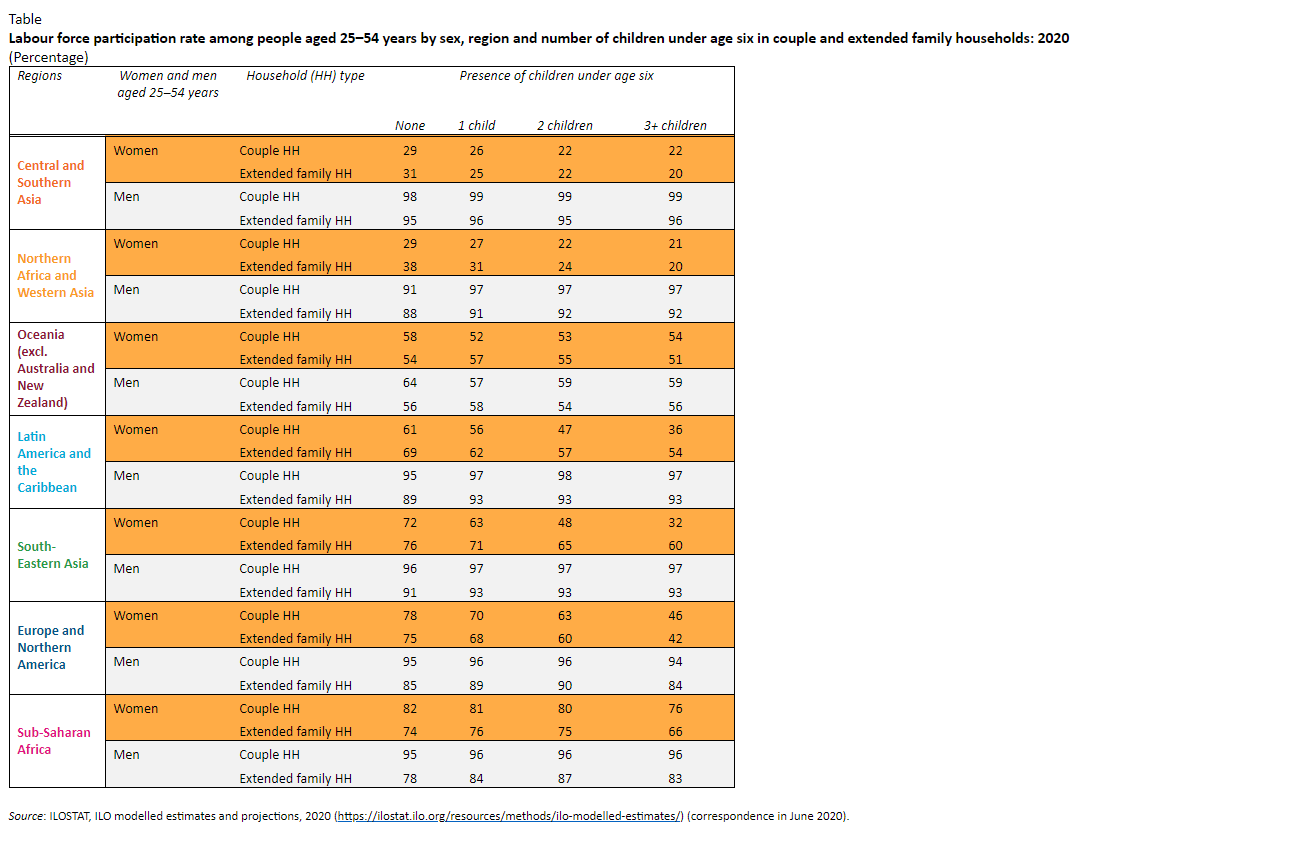 Table
Labour force participation rate among people aged 25–54 years by sex, region and number of children under age six in couple and extended family households: 2020
(Percentage)
Regions Women and men Household (HH) type Presence of children under age six
aged 25–54 years
None 1 child 2 children 3+ children
Central and Southern Asia Women Couple HH 29 26 22 22
Extended family HH 31 25 22 20
Men Couple HH 98 99 99 99
Extended family HH 95 96 95 96
Northern Africa and Western Asia Women Couple HH 29 27 22 21
Extended family HH 38 31 24 20
Men Couple HH 91 97 97 97
Extended family HH 88 91 92 92
Oceania (excl. Australia and New Zealand) Women Couple HH 58 52 53 54
Extended family HH 54 57 55 51
Men Couple HH 64 57 59 59
Extended family HH 56 58 54 56
Latin America and the Caribbean Women Couple HH 61 56 47 36
Extended family HH 69 62 57 54
Men Couple HH 95 97 98 97
Extended family HH 89 93 93 93
South-Eastern Asia Women Couple HH 72 63 48 32
Extended family HH 76 71 65 60
Men Couple HH 96 97 97 97
Extended family HH 91 93 93 93
Europe and Northern America Women Couple HH 78 70 63 46
Extended family HH 75 68 60 42
Men Couple HH 95 96 96 94
Extended family HH 85 89 90 84
Sub-Saharan Africa Women Couple HH 82 81 80 76
Extended family HH 74 76 75 66
Men Couple HH 95 96 96 96
Extended family HH 78 84 87 83
Source: ILOSTAT, ILO modelled estimates and projections, 2020 (https://ilostat.ilo.org/resources/methods/ilo-modelled-estimates/) (correspondence in June 2020).